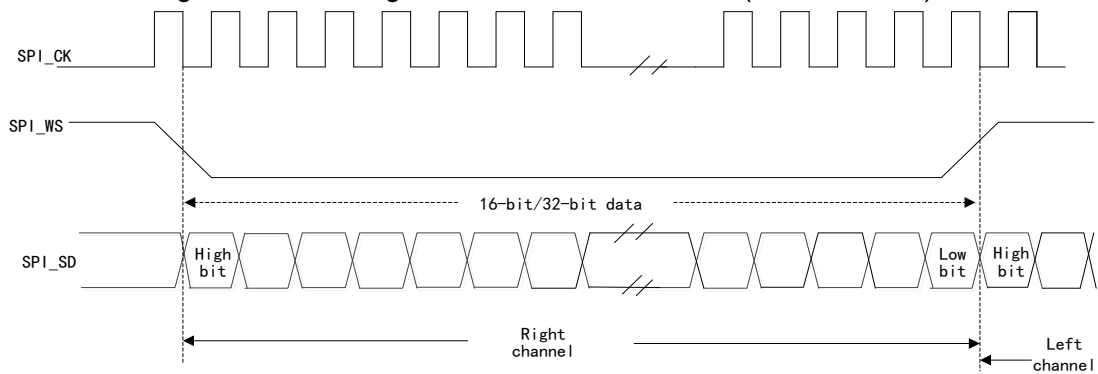 SPI_CK
SPI_WS
16-bit/32-bit data
SPI_SD
High
bit
Low
bit
High
bit
Right
channel
Left
channel